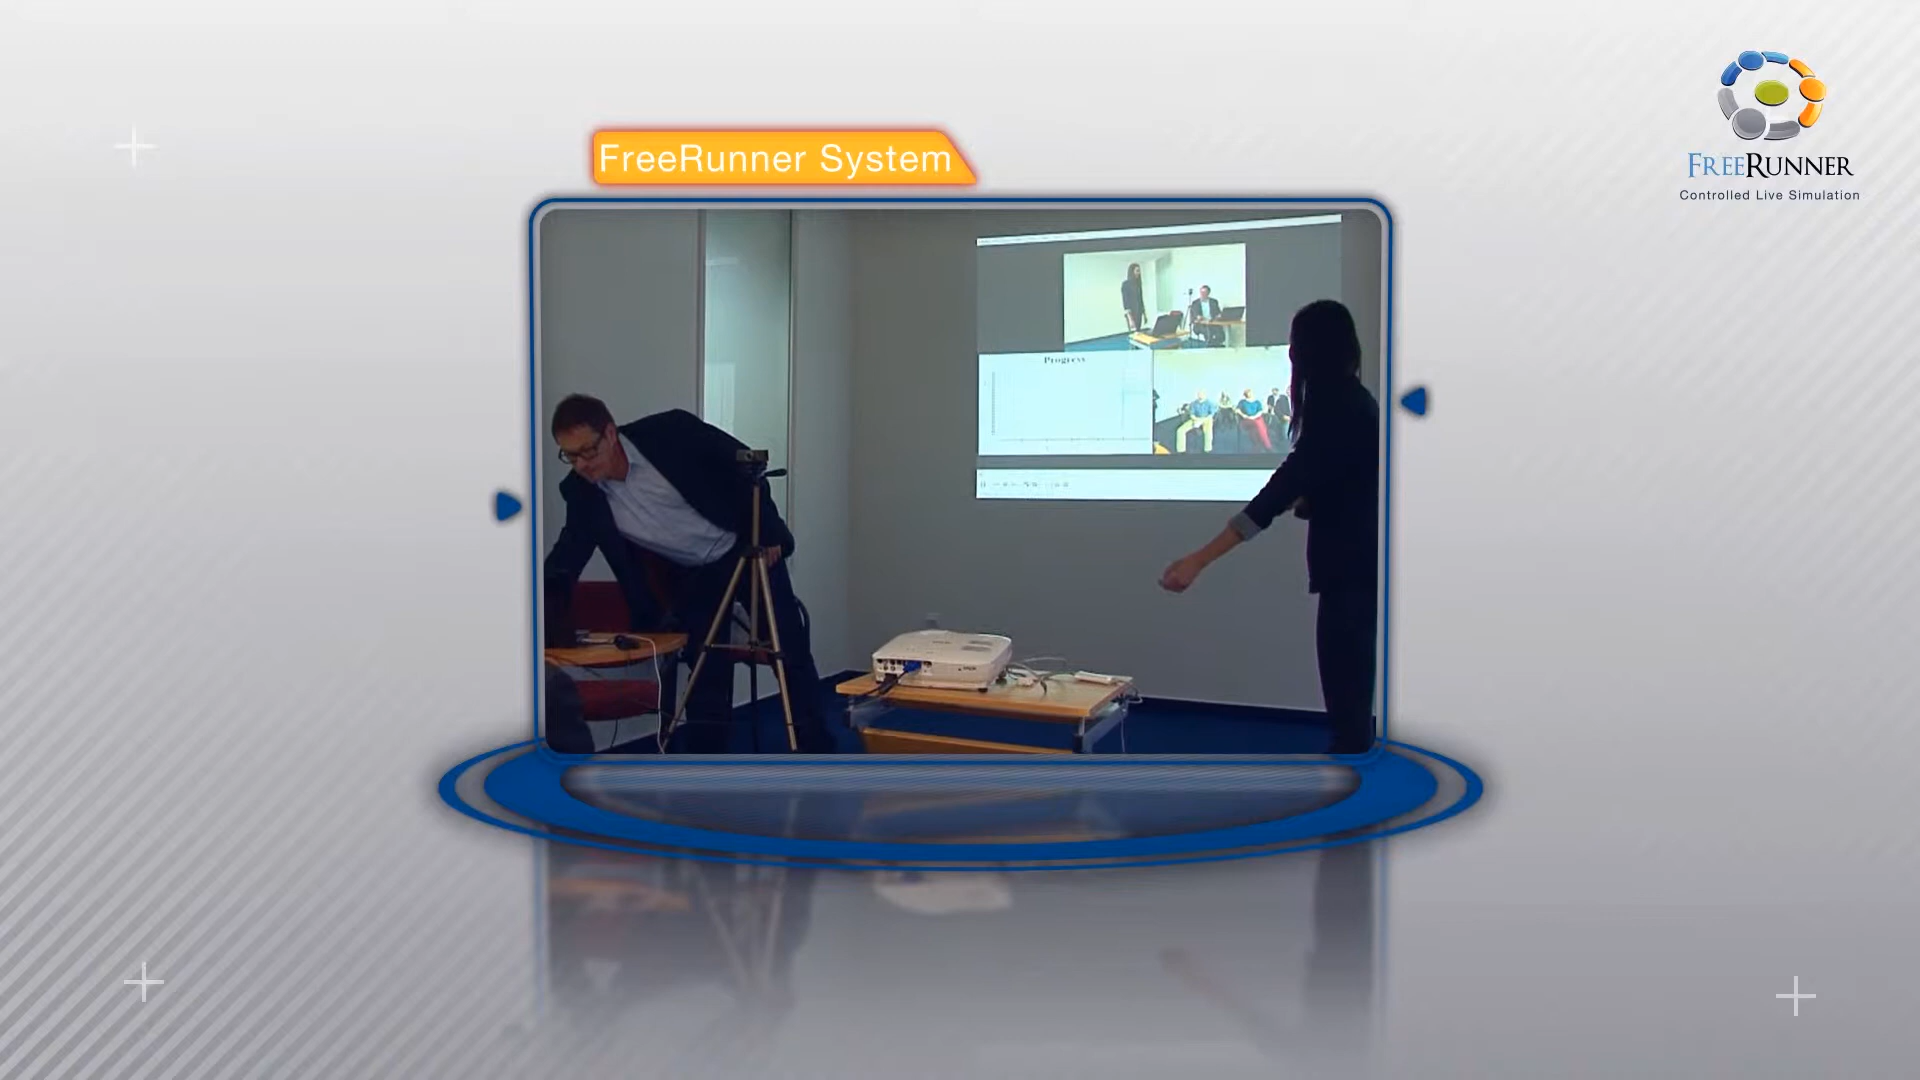 FreeRunner System
FREERUNNER
Controlled Live Simulation
Progress